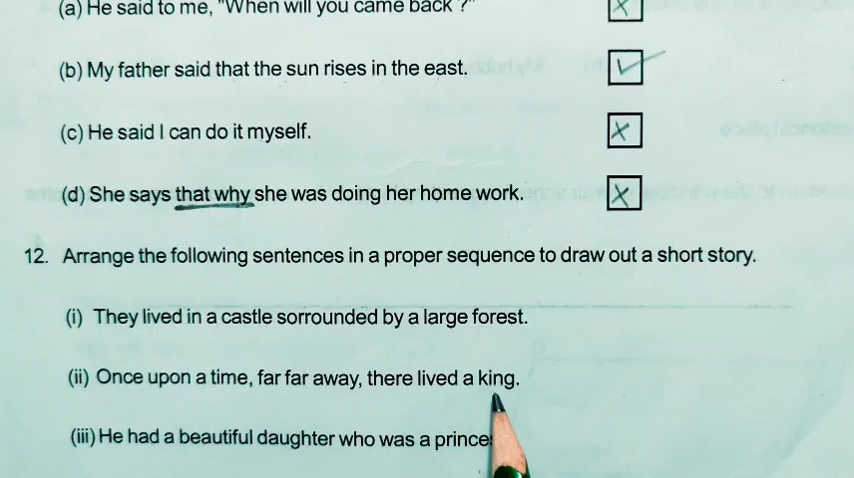 (a) He said to me, "When will you came back ?"
(b) My father said that the sun rises in the east.
(c) He said I can do it myself.
(d) She says that why she was doing her home work.
12. Arrange the following sentences in a proper sequence to draw out a short story.
(i) They lived in a castle sorrounded by a large forest.
(ii) Once upon a time, far far away, there lived a king.
(iii) He had a beautiful daughter who was a prince